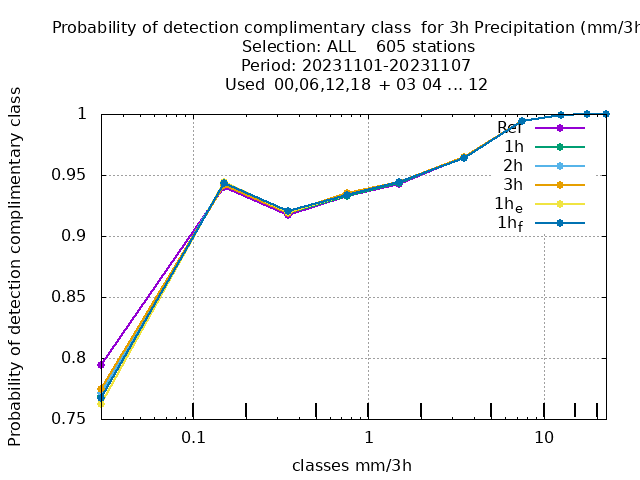 Probability of detection complimentary class  for 3h Precipitation (mm/3h
Selection: ALL    605 stations
Period: 20231101-20231107
Used  00,06,12,18  + 03 04 ... 12
Probability of detection complimentary class
1
0.95
0.9
0.85
0.8
0.75
0.1
1
10
classes mm/3h
Ref
1h
2h
3h
1he
1hf